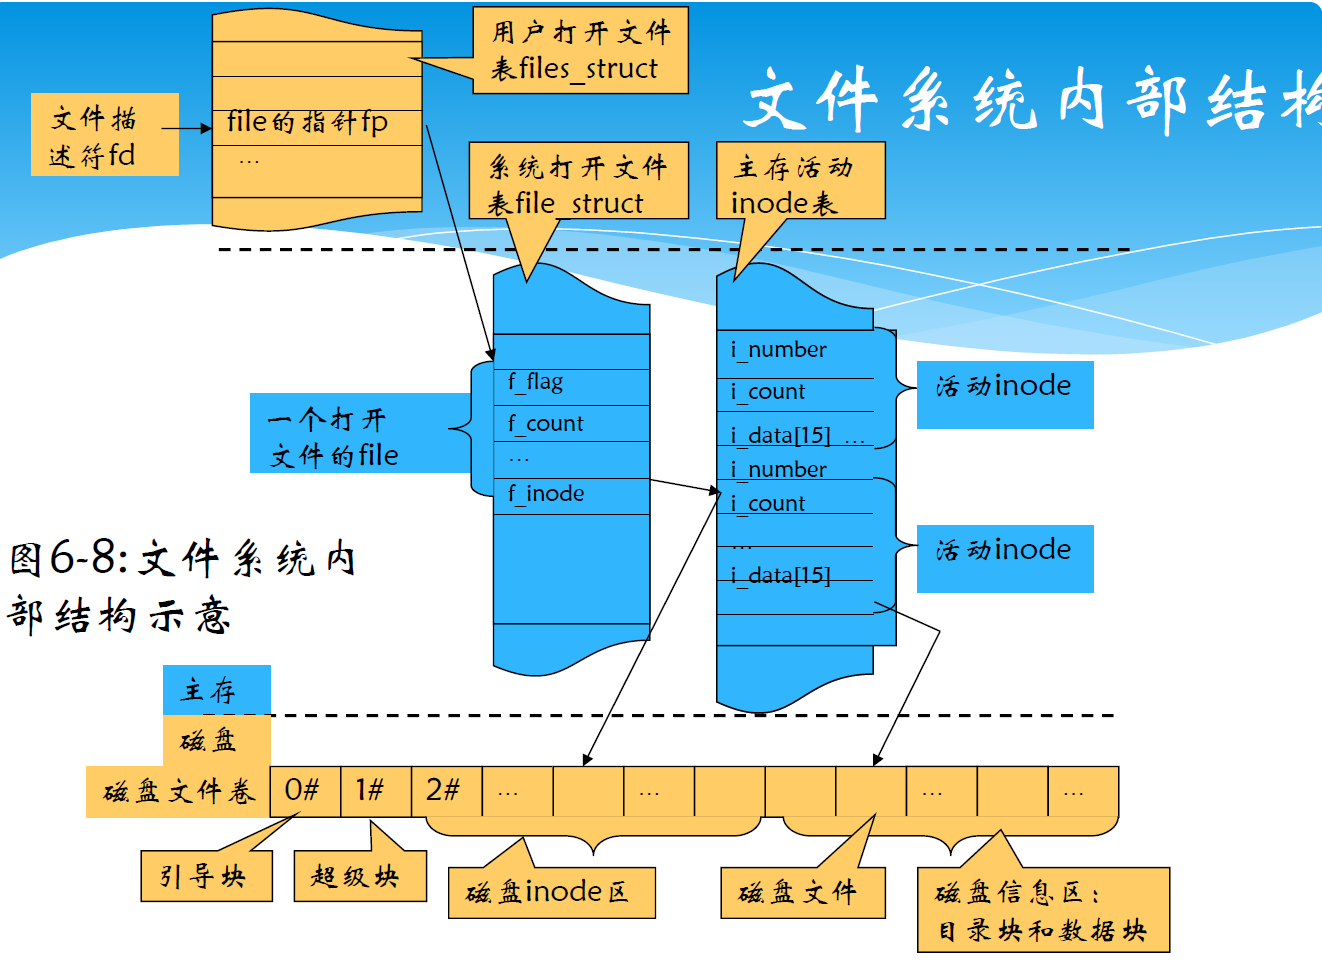 文件系统内部结构
用户打开文件
表files_struct
文件描
述符fd
file的指针fp
...
系统打开文件
表file_struct
主存活动
inode表
f_flag
f_count
...
f_inode
一个打开
文件的file
i_number
i_count
i_data[15] ...
i_number
i_count
...
i_data[15]
活动inode
活动inode
图6-8:文件系统内
部结构示意
主存
磁盘
磁盘文件卷
0#
1#
2#
...
...
...
...
引导块
超级块
磁盘inode区
磁盘文件
磁盘信息区：
目录块和数据块